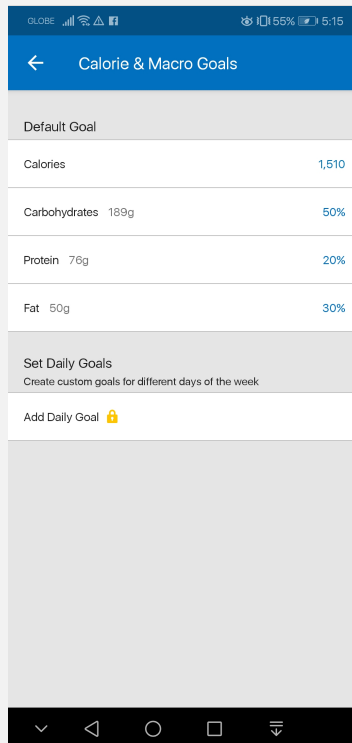 GLOBE 55% 5:15
Calorie & Macro Goals
Default Goal
Calories 1,510
Carbohydrates 189g 50%
Protein 76g 20%
Fat 50g 30%
Set Daily Goals
Create custom goals for different days of the week
Add Daily Goal